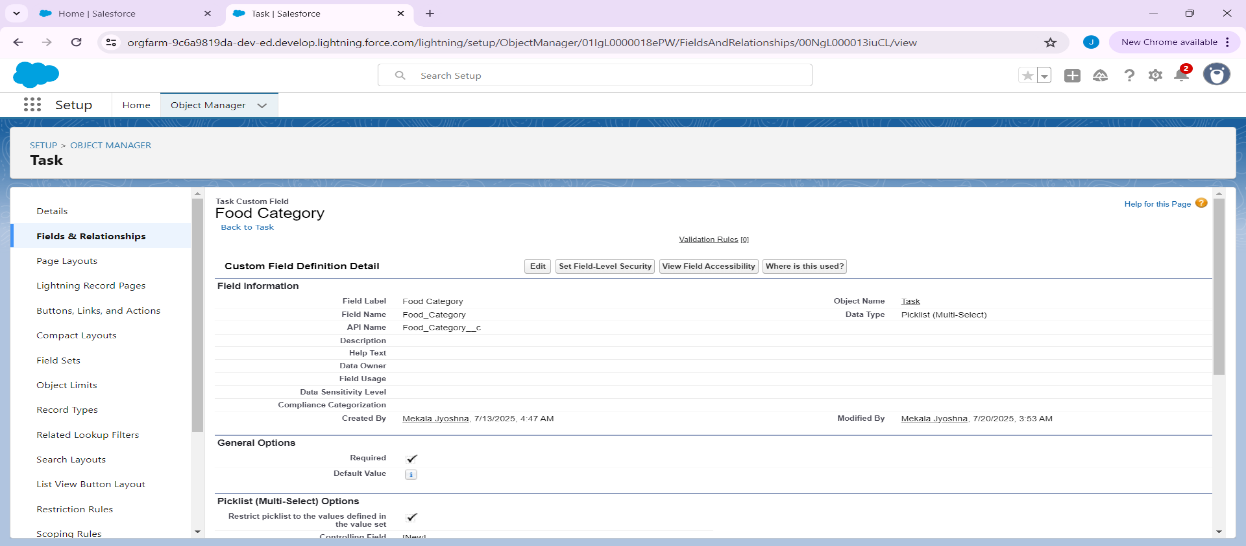 Home | Salesforce
Task | Salesforce
orgfarm-9c6a9819da-dev-ed.develop.lightning.force.com/lightning/setup/ObjectManager/01IgL0000018ePW/FieldsAndRelationships/00NgL000013iuCL/view
J
New Chrome available
Search Setup
2
Setup
Home
Object Manager
SETUP > OBJECT MANAGER
Task
Details
Fields & Relationships
Page Layouts
Lightning Record Pages
Buttons, Links, and Actions
Compact Layouts
Field Sets
Object Limits
Record Types
Related Lookup Filters
Search Layouts
List View Button Layout
Restriction Rules
Scoping Rules
Task Custom Field
Food Category
Back to Task
Help for this Page ?
Validation Rules [0]
Custom Field Definition Detail
Edit Set Field-Level Security View Field Accessibility Where is this used?
Field Information
Field Label Food Category Object Name Task
Field Name Food_Category Data Type Picklist (Multi-Select)
API Name Food_Category__c
Description
Help Text
Data Owner
Field Usage
Data Sensitivity Level
Compliance Categorization
Created By Mekala Jyoshna, 7/13/2025, 4:47 AM Modified By Mekala Jyoshna, 7/20/2025, 3:53 AM
General Options
Required
Default Value
Picklist (Multi-Select) Options
Restrict picklist to the values defined in
the value set
Controlling Field [New]